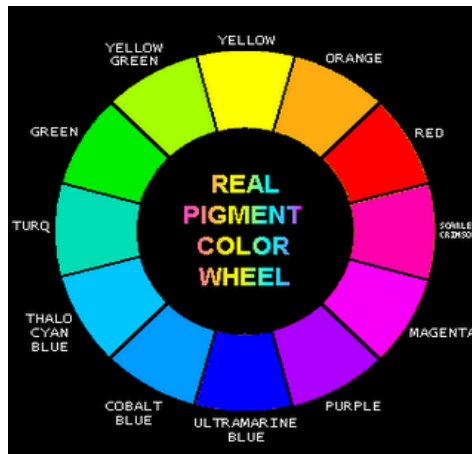 YELLOW
ORANGE
RED
CRIMSON
MAGENTA
PURPLE
ULTRAMARINE
BLUE
COBALT
BLUE
THALO
CYAN
BLUE
TURQ
GREEN
YELLOW
GREEN
REAL
PIGMENT
COLOR
WHEEL